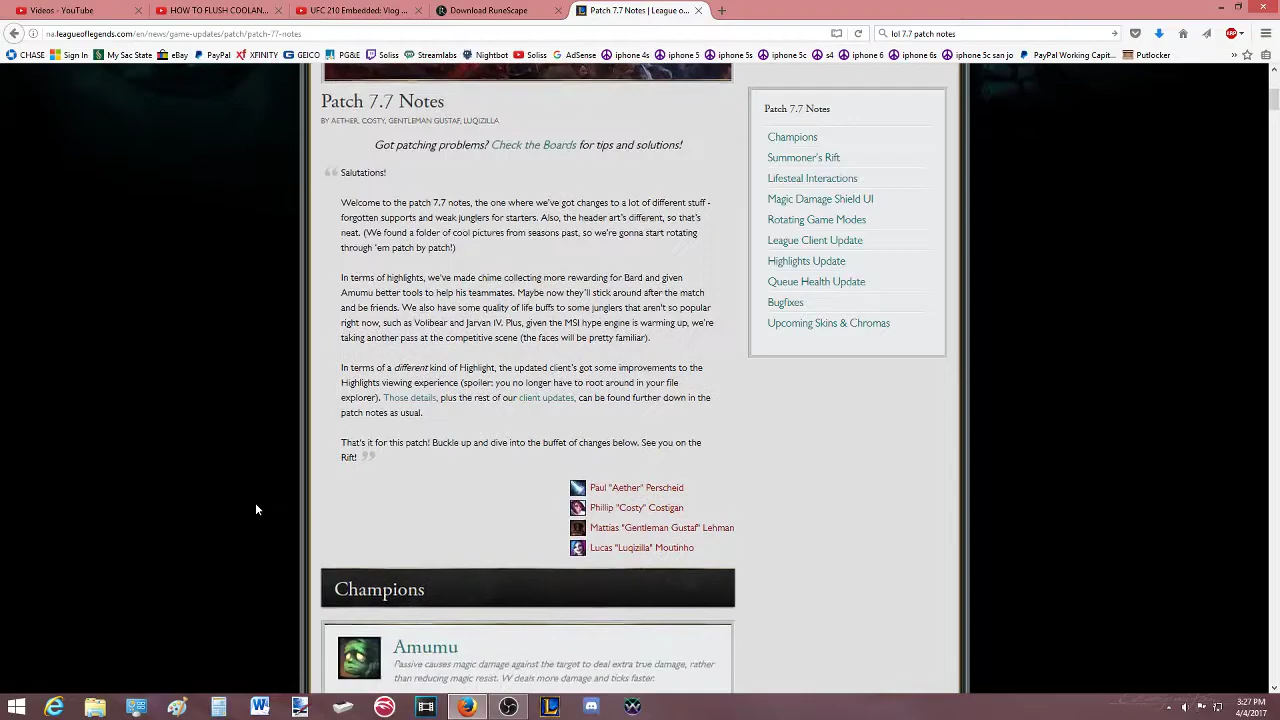 Videos - YouTube
HOW TO FLUSH COOLAN...
UFC 210 Embedded: Vlog ...
Download RuneScape
Patch 7.7 Notes | League o...
na.leagueoflegends.com/en/news/game-updates/patch/patch-77-notes
lol 7.7 patch notes
CHASE
Sign In
My Sac State
eBay
PayPal
XFINITY
GEICO
PG&E
Soliss
Streamlabs
Nightbot
Soliss
AdSense
iphone 4s
iphone 5
iphone 5s
iphone 5c
s4
iphone 6
iphone 6s
iphone 5c san jo
PayPal Working Capit...
Putlocker
Patch 7.7 Notes
BY AETHER, COSTY, GENTLEMAN GUSTAF, LUQIZILLA
Got patching problems? Check the Boards for tips and solutions!
Salutations!
Welcome to the patch 7.7 notes, the one where we've got changes to a lot of different stuff -
forgotten supports and weak junglers for starters. Also, the header art's different, so that's
neat. (We found a folder of cool pictures from seasons past, so we're gonna start rotating
through 'em patch by patch!)
In terms of highlights, we've made chime collecting more rewarding for Bard and given
Amumu better tools to help his teammates. Maybe now they'll stick around after the match
and be friends. We also have some quality of life buffs to some junglers that aren't so popular
right now, such as Volibear and Jarvan IV. Plus, given the MSI hype engine is warming up, we're
taking another pass at the competitive scene (the faces will be pretty familiar).
In terms of a different kind of Highlight, the updated client's got some improvements to the
Highlights viewing experience (spoiler: you no longer have to root around in your file
explorer). Those details, plus the rest of our client updates, can be found further down in the
patch notes as usual.
That's it for this patch! Buckle up and dive into the buffet of changes below. See you on the
Rift!
Paul "Aether" Perscheid
Phillip "Costy" Costigan
Mattias "Gentleman Gustaf" Lehman
Lucas "Luqizilla" Moutinho
Champions
Amumu
Passive causes magic damage against the target to deal extra true damage, rather
than reducing magic resist. W deals more damage and ticks faster.
Patch 7.7 Notes
Champions
Summoner's Rift
Lifesteal Interactions
Magic Damage Shield UI
Rotating Game Modes
League Client Update
Highlights Update
Queue Health Update
Bugfixes
Upcoming Skins & Chromas
3:27 PM
4/4/2017